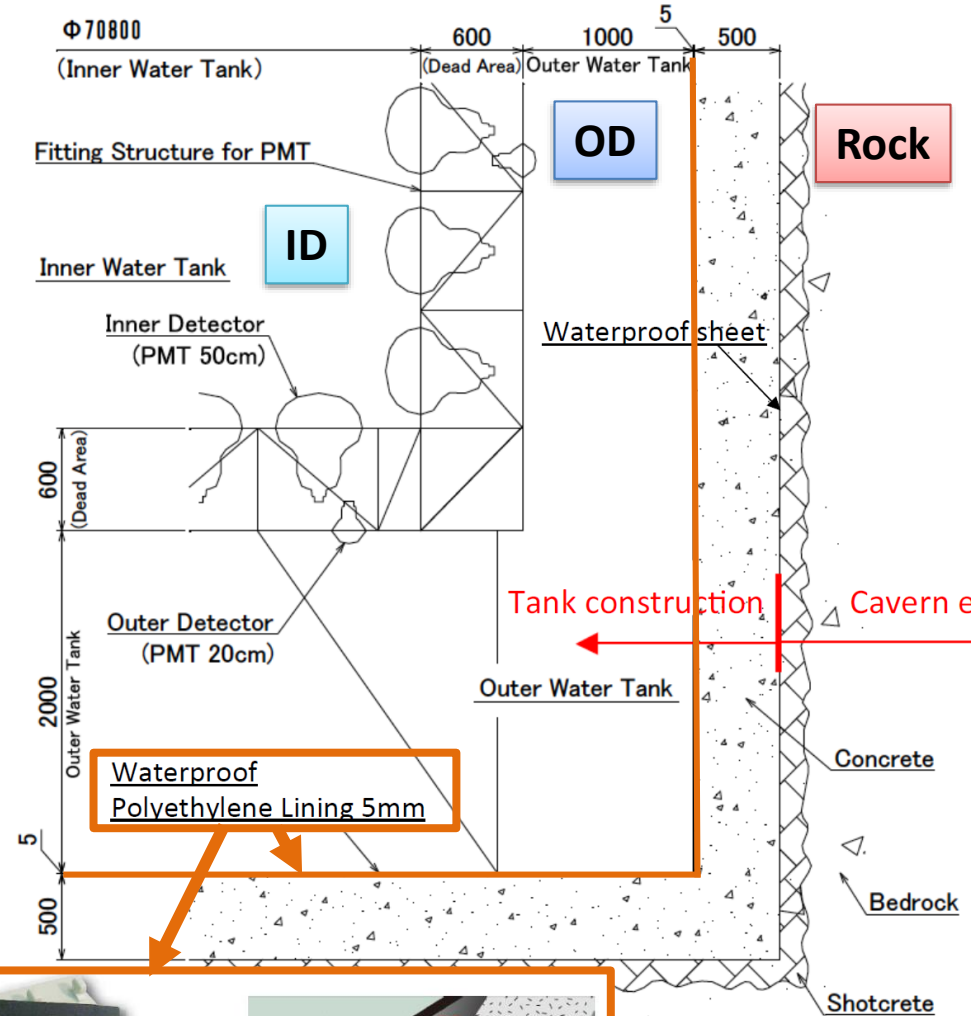 Φ70800
(Inner Water Tank)
600
(Dead Area)
1000
Outer Water Tank
5
500
Fitting Structure for PMT
OD
Rock
ID
Inner Water Tank
Inner Detector
(PMT 50cm)
Waterproof sheet
600
(Dead Area)
Tank construction
Cavern e
Outer Detector
(PMT 20cm)
2000
Outer Water Tank
Outer Water Tank
Waterproof
Polyethylene Lining 5mm
Concrete
5
500
Bedrock
Shotcrete